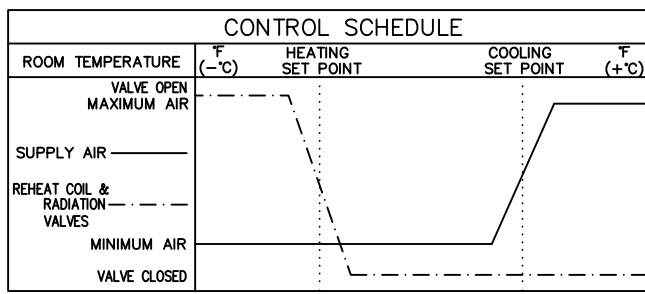 CONTROL SCHEDULE
ROOM TEMPERATURE
°F
(-°C)
HEATING
SET POINT
COOLING
SET POINT
°F
(+°C)
VALVE OPEN
MAXIMUM AIR
SUPPLY AIR
REHEAT COIL &
RADIATION
VALVES
MINIMUM AIR
VALVE CLOSED